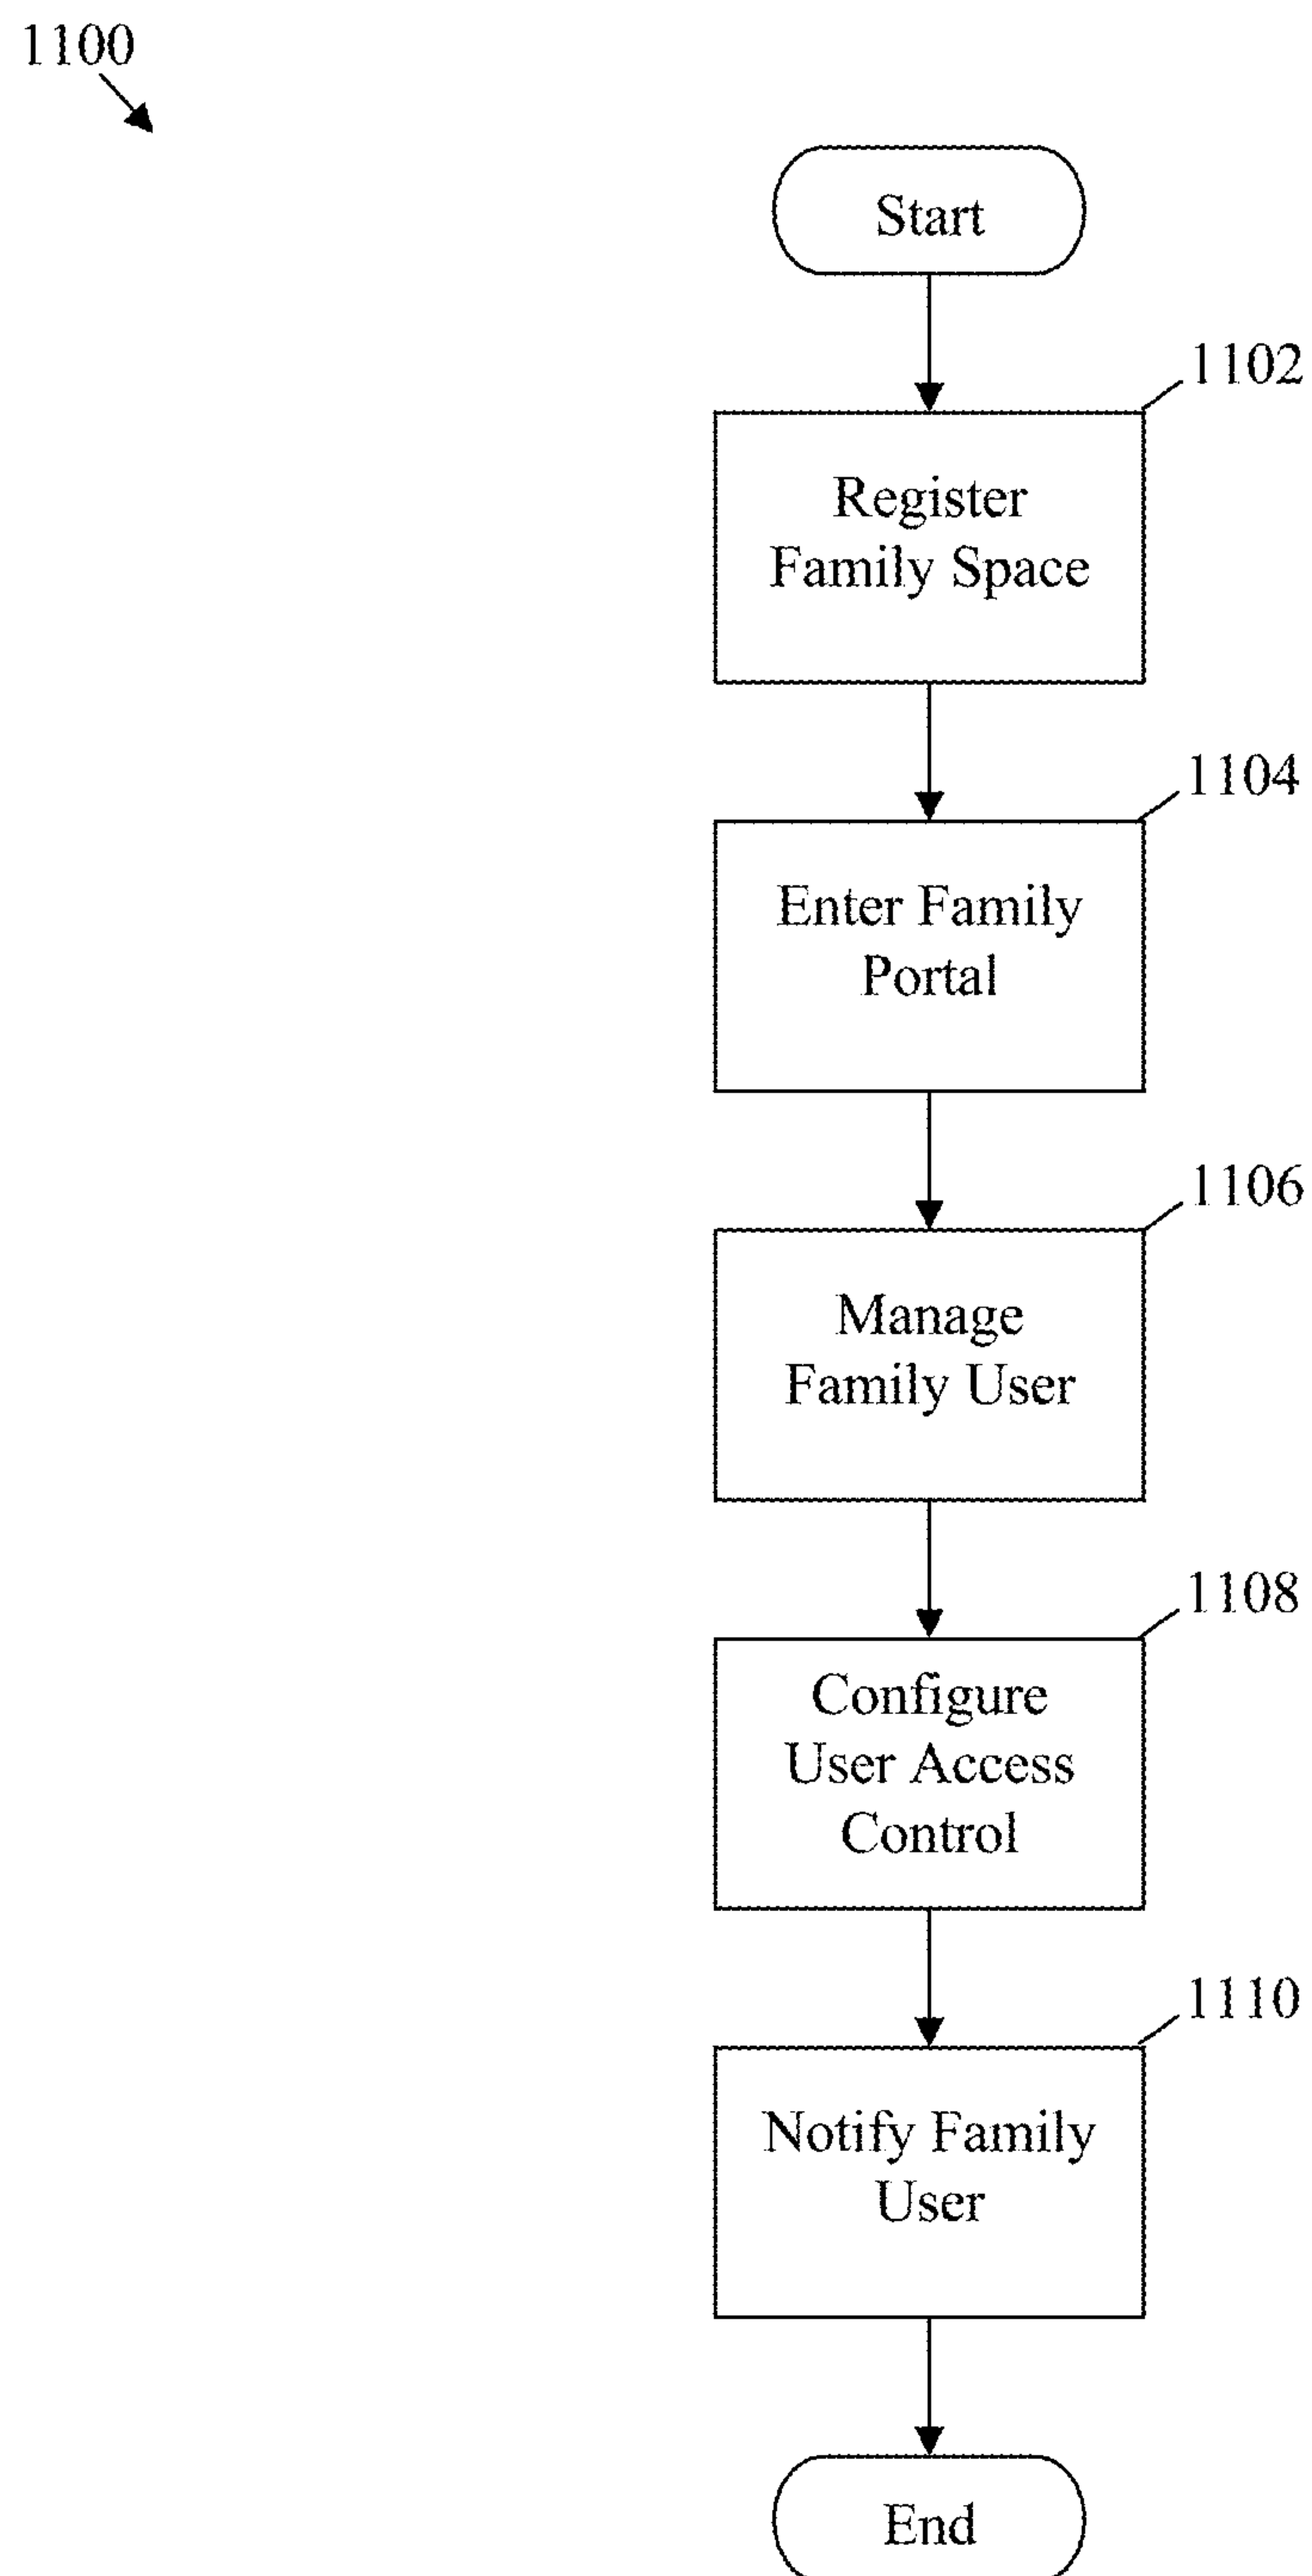 1100
Start
1102
Register
Family Space
1104
Enter Family
Portal
1106
Manage
Family User
1108
Configure
User Access
Control
1110
Notify Family
User
End